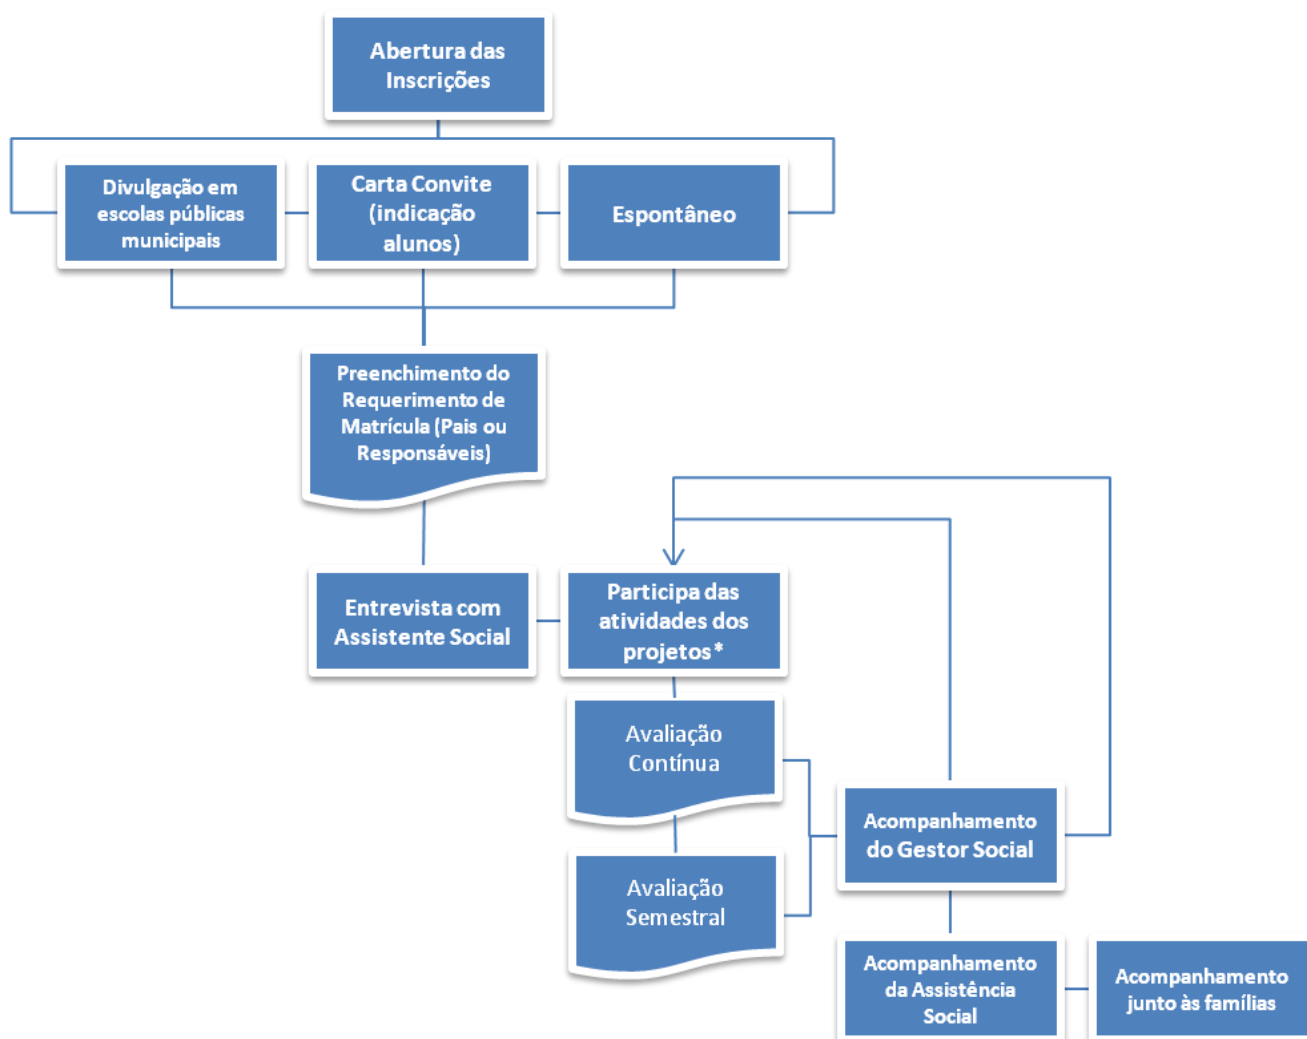 Abertura das
Inscrições
Divulgação em
escolas públicas
municipais
Carta Convite
(indicação
alunos)
Espontâneo
Preenchimento do
Requerimento de
Matrícula (Pais ou
Responsáveis)
Entrevista com
Assistente Social
Participa das
atividades dos
projetos*
Avaliação
Contínua
Avaliação
Semestral
Acompanhamento
do Gestor Social
Acompanhamento
da Assistência
Social
Acompanhamento
junto às famílias